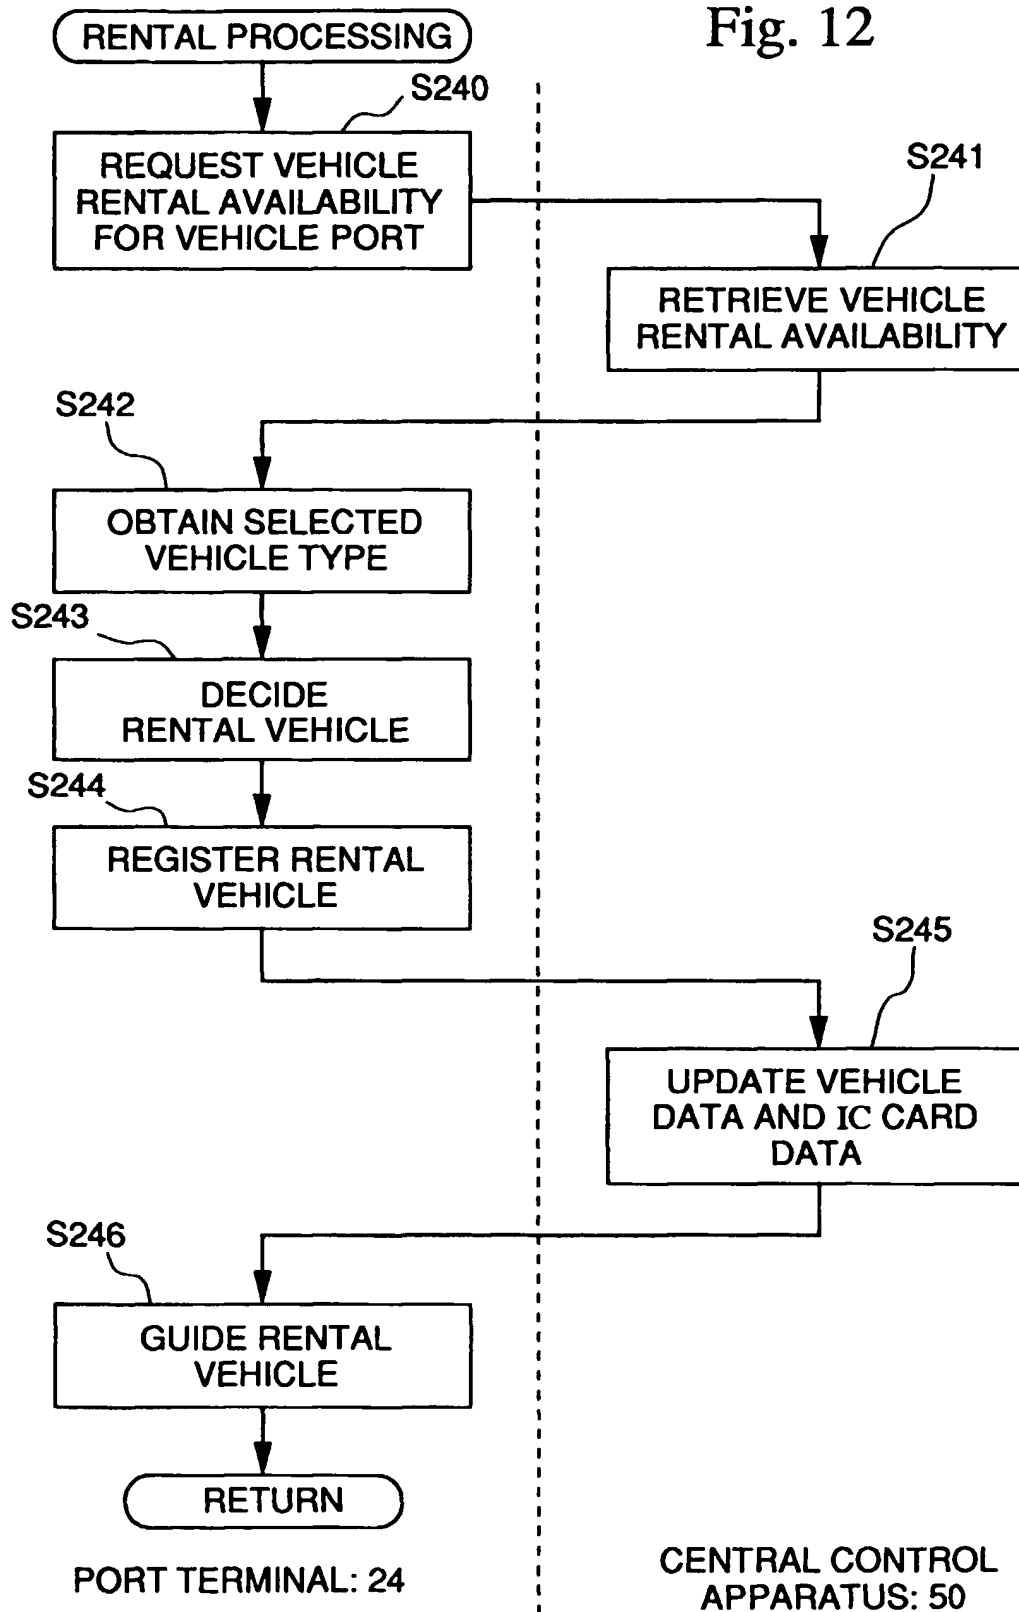 Fig. 12
RENTAL PROCESSING
S240
REQUEST VEHICLE
RENTAL AVAILABILITY
FOR VEHICLE PORT
S241
RETRIEVE VEHICLE
RENTAL AVAILABILITY
S242
OBTAIN SELECTED
VEHICLE TYPE
S243
DECIDE
RENTAL VEHICLE
S244
REGISTER RENTAL
VEHICLE
S245
UPDATE VEHICLE
DATA AND IC CARD
DATA
S246
GUIDE RENTAL
VEHICLE
RETURN
PORT TERMINAL: 24
CENTRAL CONTROL
APPARATUS: 50